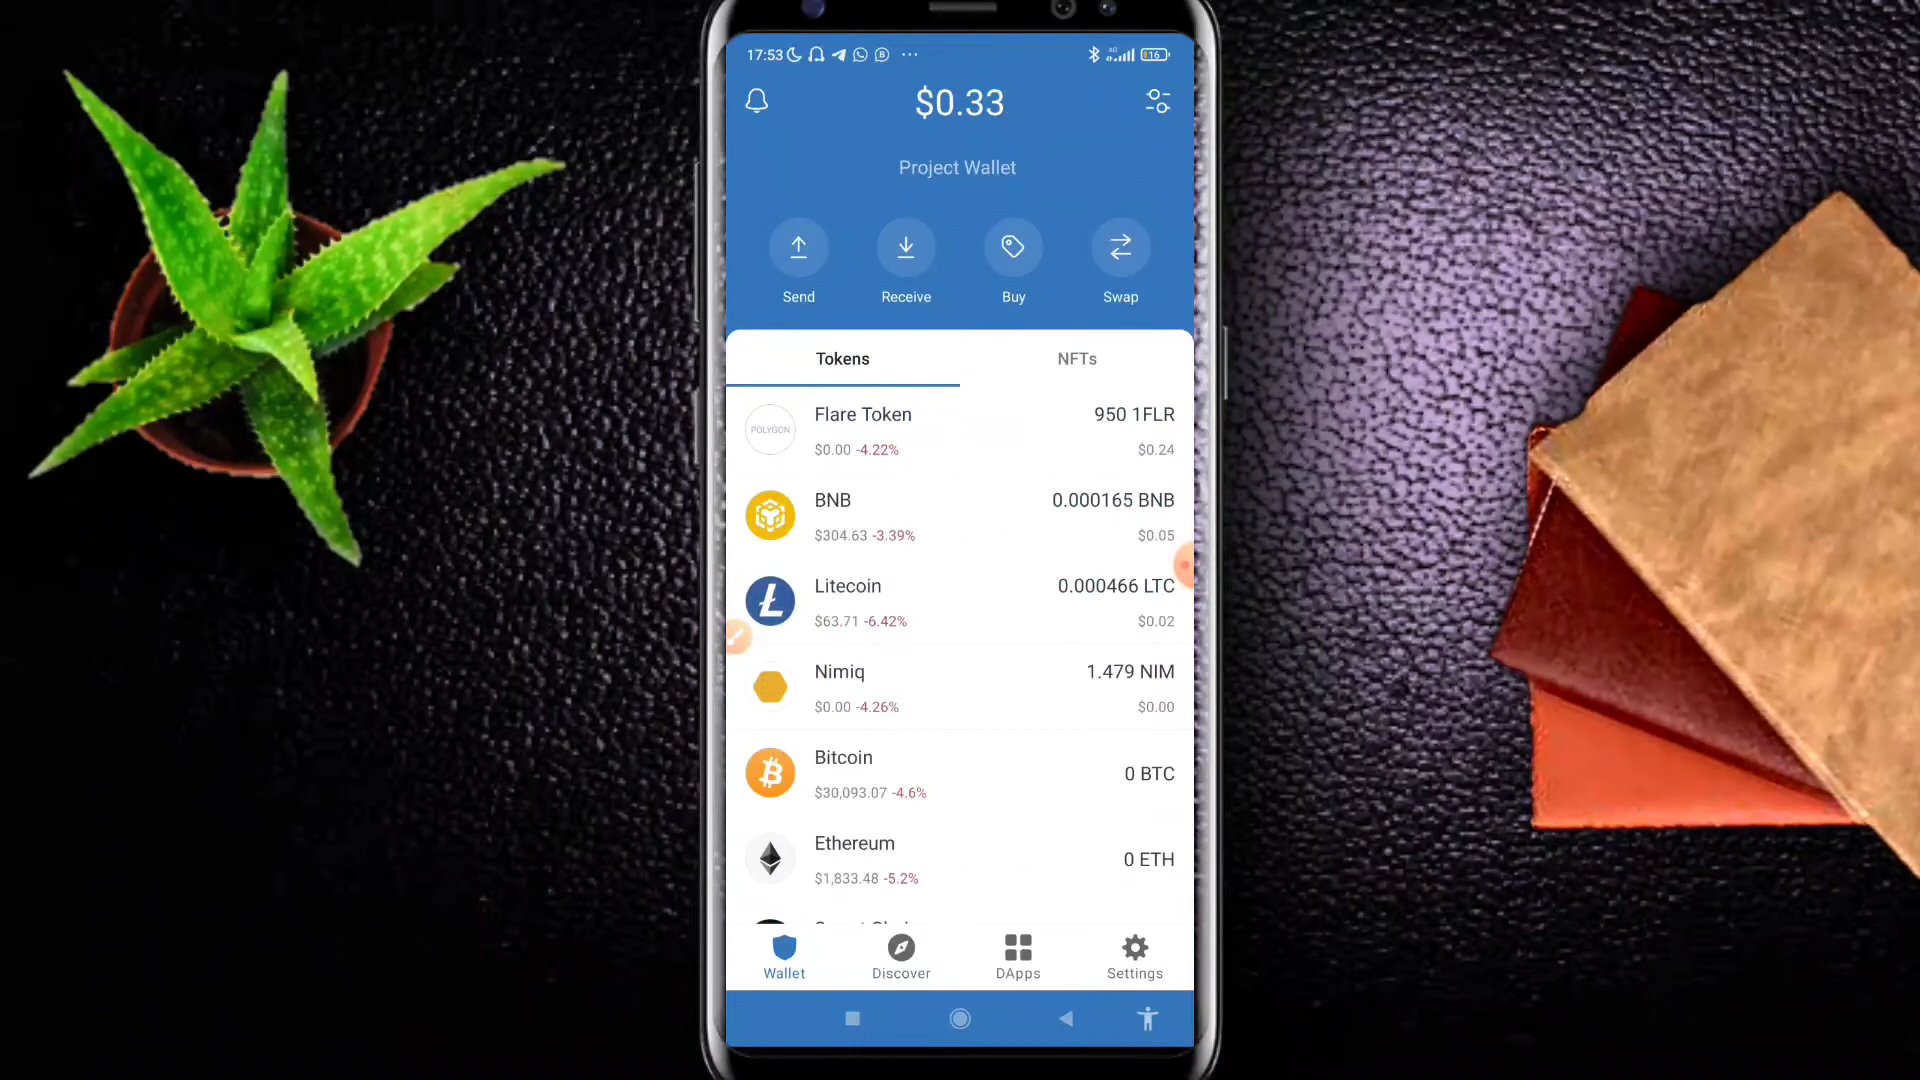 17:53
4G
16
$0.33
Project Wallet
Send Receive Buy Swap
Tokens NFTs
POLYGON
Flare Token 950 1FLR
$0.00 -4.22% $0.24
BNB 0.000165 BNB
$304.63 -3.39% $0.05
Litecoin 0.000466 LTC
$63.71 -6.42% $0.02
Nimiq 1.479 NIM
$0.00 -4.26% $0.00
Bitcoin 0 BTC
$30,093.07 -4.6%
Ethereum 0 ETH
$1,833.48 -5.2%
Wallet Discover DApps Settings